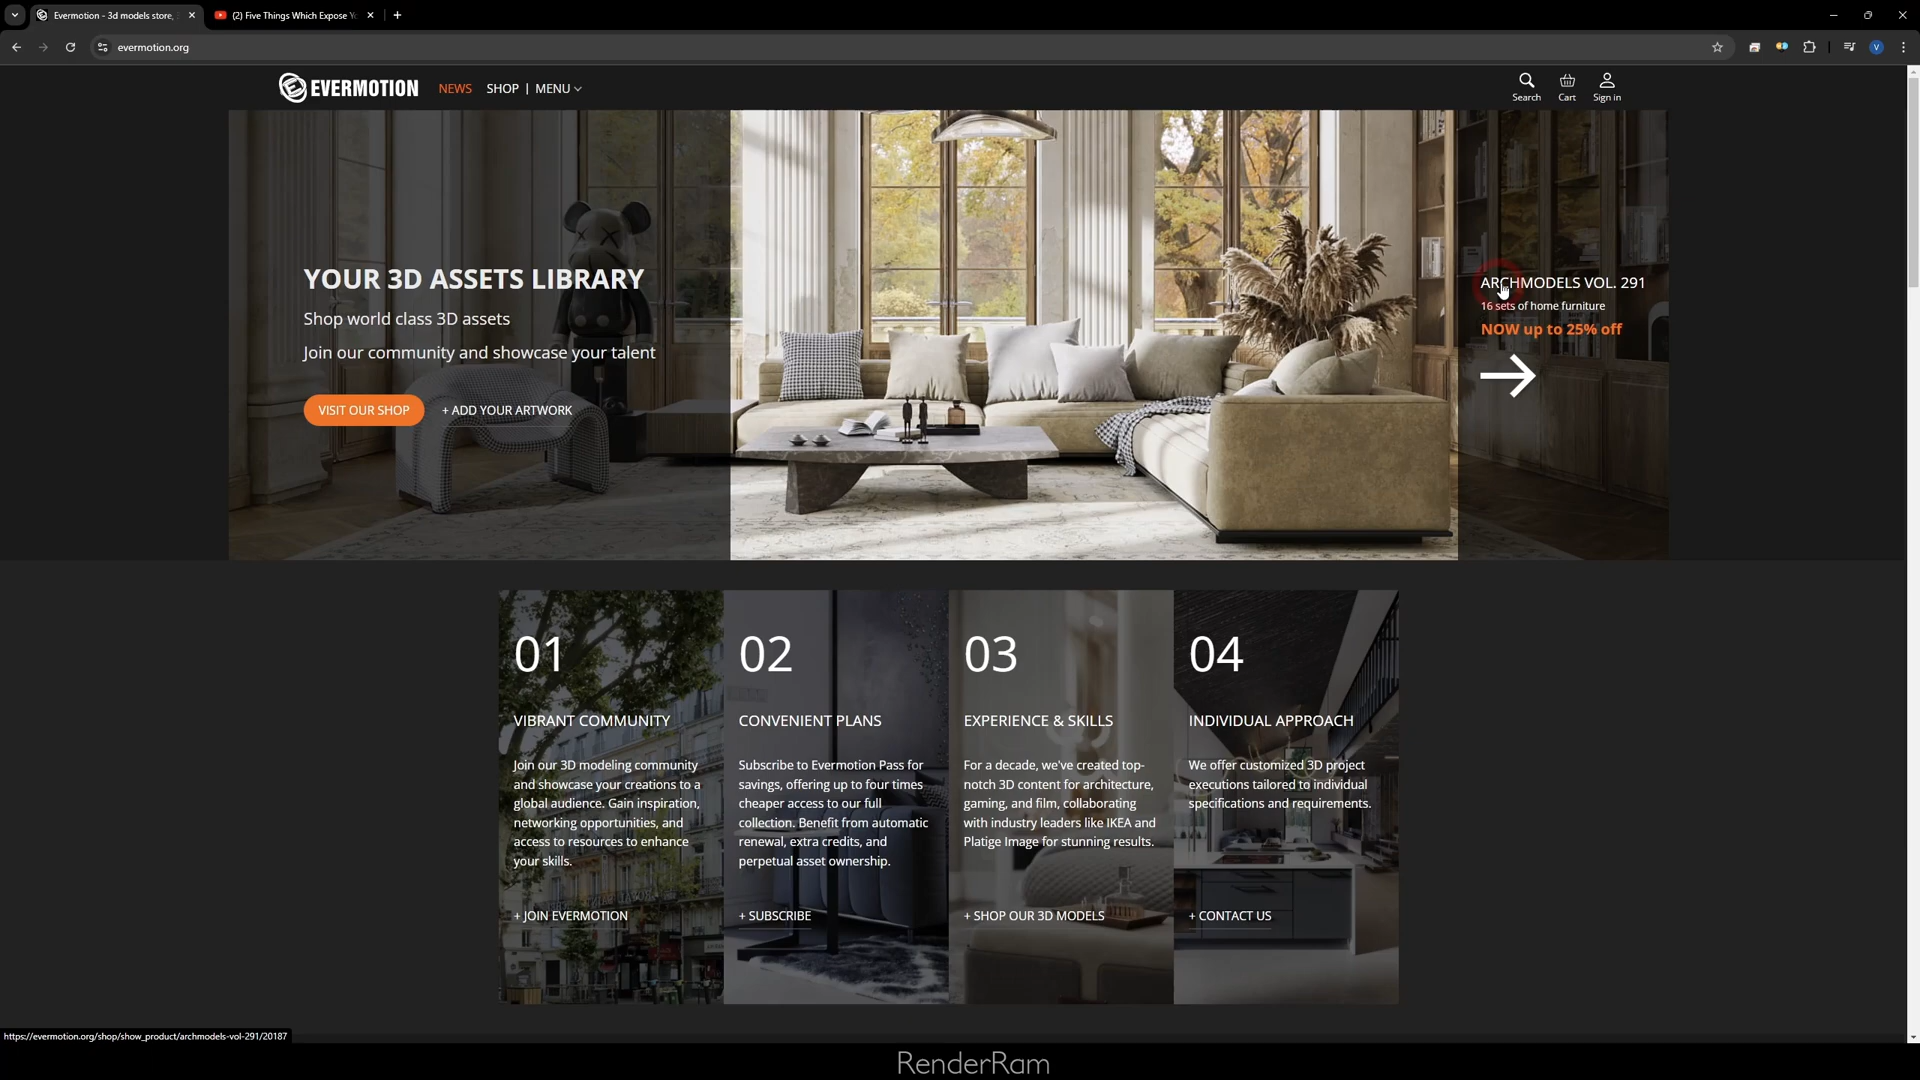 Evermotion - 3d models store,
(2) Five Things Which Expose Yo
evermotion.org
V
EVERMOTION
NEWS SHOP | MENU
Search
Cart
Sign in
YOUR 3D ASSETS LIBRARY
Shop world class 3D assets
Join our community and showcase your talent
VISIT OUR SHOP
+ ADD YOUR ARTWORK
ARCHMODELS VOL. 291
16 sets of home furniture
NOW up to 25% off
01
VIBRANT COMMUNITY
Join our 3D modeling community
and showcase your creations to a
global audience. Gain inspiration,
networking opportunities, and
access to resources to enhance
your skills.
+ JOIN EVERMOTION
02
CONVENIENT PLANS
Subscribe to Evermotion Pass for
savings, offering up to four times
cheaper access to our full
collection. Benefit from automatic
renewal, extra credits, and
perpetual asset ownership.
+ SUBSCRIBE
03
EXPERIENCE & SKILLS
For a decade, we've created top-
notch 3D content for architecture,
gaming, and film, collaborating
with industry leaders like IKEA and
Platige Image for stunning results.
+ SHOP OUR 3D MODELS
04
INDIVIDUAL APPROACH
We offer customized 3D project
executions tailored to individual
specifications and requirements.
+ CONTACT US
https://evermotion.org/shop/show_product/archmodels-vol-291/20187
RenderRam